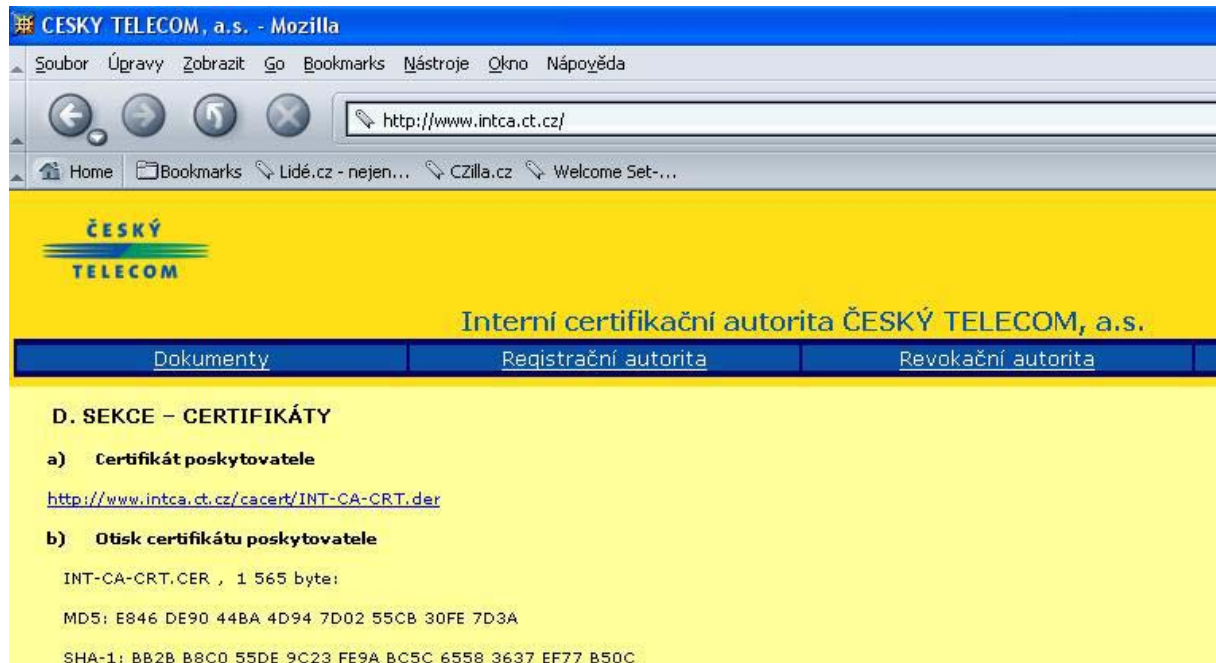 CESKY TELECOM, a.s. - Mozilla
Soubor Úpravy Zobrazit Go Bookmarks Nástroje Okno Nápověda
http://www.intca.ct.cz/
Home Bookmarks Lidé.cz - nejen... CZilla.cz Welcome Set-...
ČESKÝ
TELECOM
Interní certifikační autorita ČESKÝ TELECOM, a.s.
Dokumenty Registrační autorita Revokační autorita
D. SEKCE – CERTIFIKÁTY
a) Certifikát poskytovatele
http://www.intca.ct.cz/cacert/INT-CA-CRT.der
b) Otisk certifikátu poskytovatele
INT-CA-CRT.CER , 1 565 byte:
MD5: E846 DE90 44BA 4D94 7D02 55CB 30FE 7D3A
SHA-1: BB2B B8C0 55DE 9C23 FE9A BC5C 6558 3637 EF77 B50C